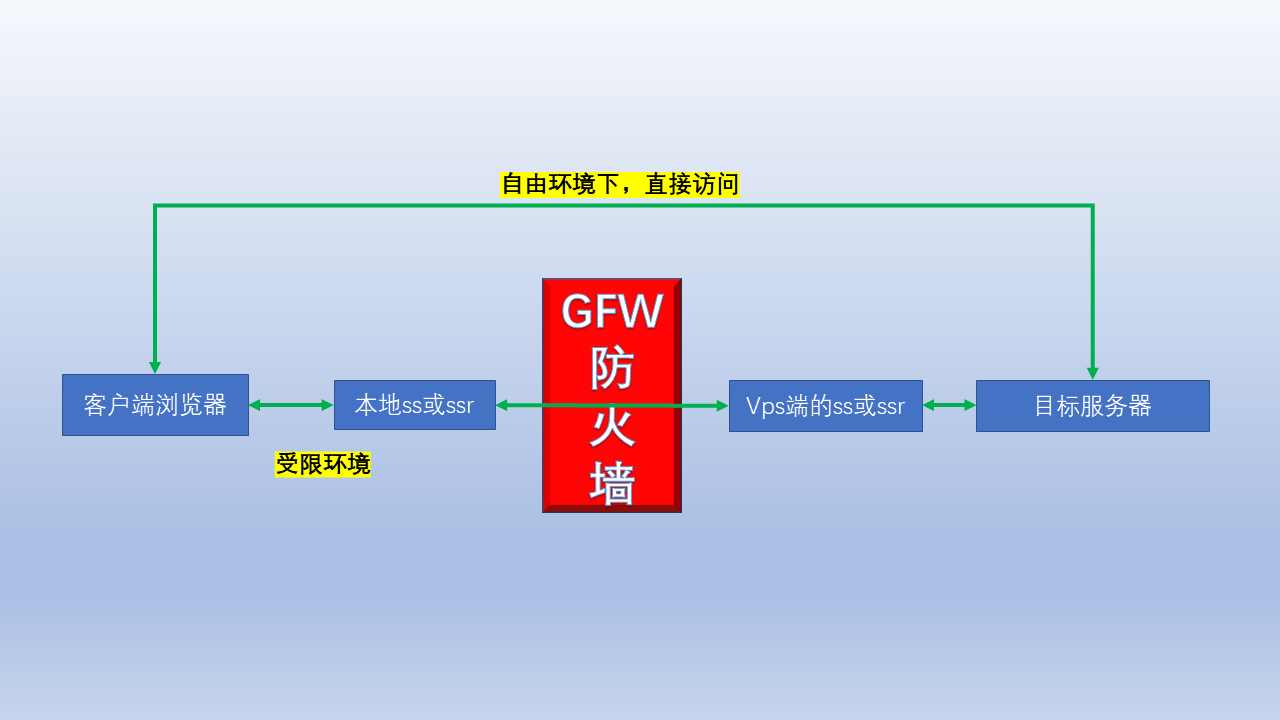 自由环境下，直接访问
GFW
防
火
墙
客户端浏览器
本地ss或ssr
Vps端的ss或ssr
目标服务器
受限环境